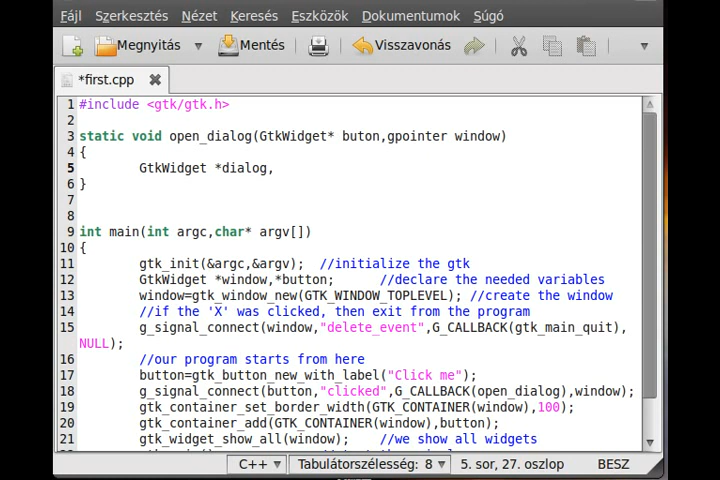 Fájl Szerkesztés Nézet Keresés Eszközök Dokumentumok Súgó
Megnyitás Mentés Visszavonás
*first.cpp
1 #include <gtk/gtk.h>
2
3 static void open_dialog(GtkWidget* buton,gpointer window)
4 {
5 GtkWidget *dialog,
6 }
7
8
9 int main(int argc,char* argv[])
10 {
11 gtk_init(&argc,&argv); //initialize the gtk
12 GtkWidget *window,*button; //declare the needed variables
13 window=gtk_window_new(GTK_WINDOW_TOPLEVEL); //create the window
14 //if the 'X' was clicked, then exit from the program
15 g_signal_connect(window,"delete_event",G_CALLBACK(gtk_main_quit),
NULL);
16 //our program starts from here
17 button=gtk_button_new_with_label("Click me");
18 g_signal_connect(button,"clicked",G_CALLBACK(open_dialog),window);
19 gtk_container_set_border_width(GTK_CONTAINER(window),100);
20 gtk_container_add(GTK_CONTAINER(window),button);
21 gtk_widget_show_all(window); //we show all widgets
C++ Tabulátorszélesség: 8 5. sor, 27. oszlop BESZ